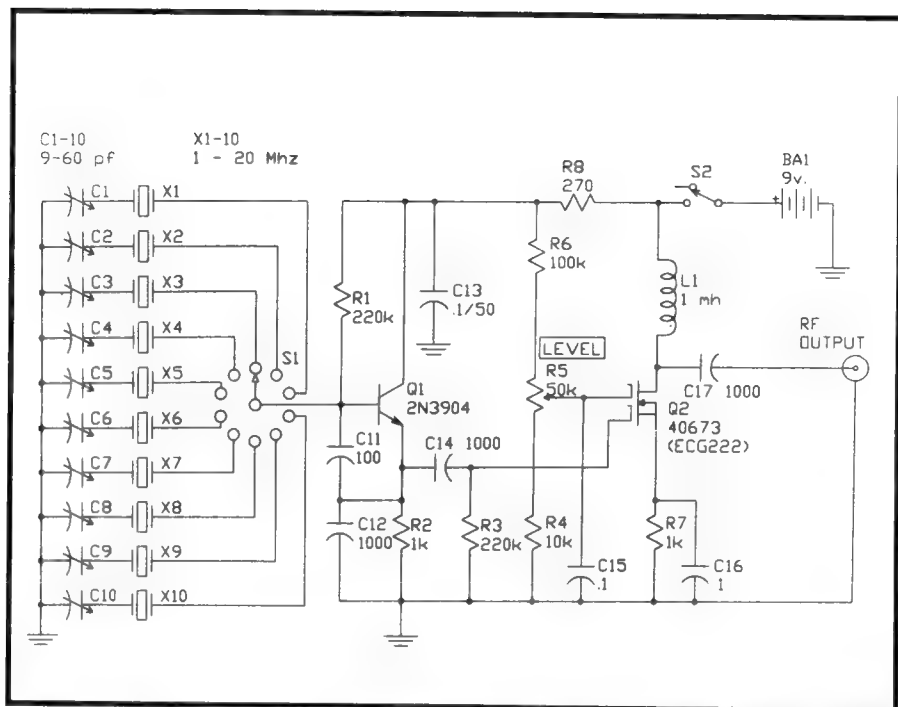 C1-10
9-60 pf
X1-10
1 - 20 Mhz
C1
X1
C2
X2
C3
X3
C4
X4
C5
X5
C6
X6
C7
X7
C8
X8
C9
X9
C10
X10
S1
R1
220k
C11
100
C12
1000
Q1
2N3904
R2
1k
C13
.1/50
C14 1000
R3
220k
R8
270
R6
100k
LEVEL
R5
50k
R4
10k
C15
.1
S2
BA1
9v.
+
L1
1 mh
C17 1000
Q2
40673
(ECG222)
R7
1k
C16
1
RF
OUTPUT